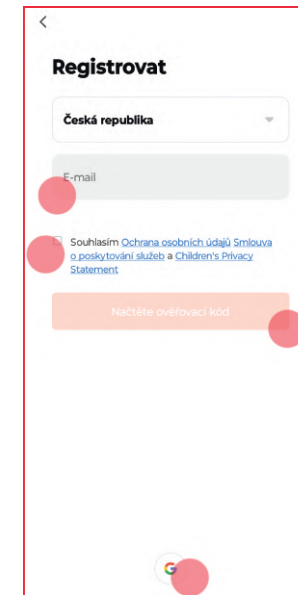 Registrovat
Česká republika
E-mail
Souhlasím Ochrana osobních údajů Smlouva
o poskytování služeb a Children's Privacy
Statement
Načtěte ověřovací kód